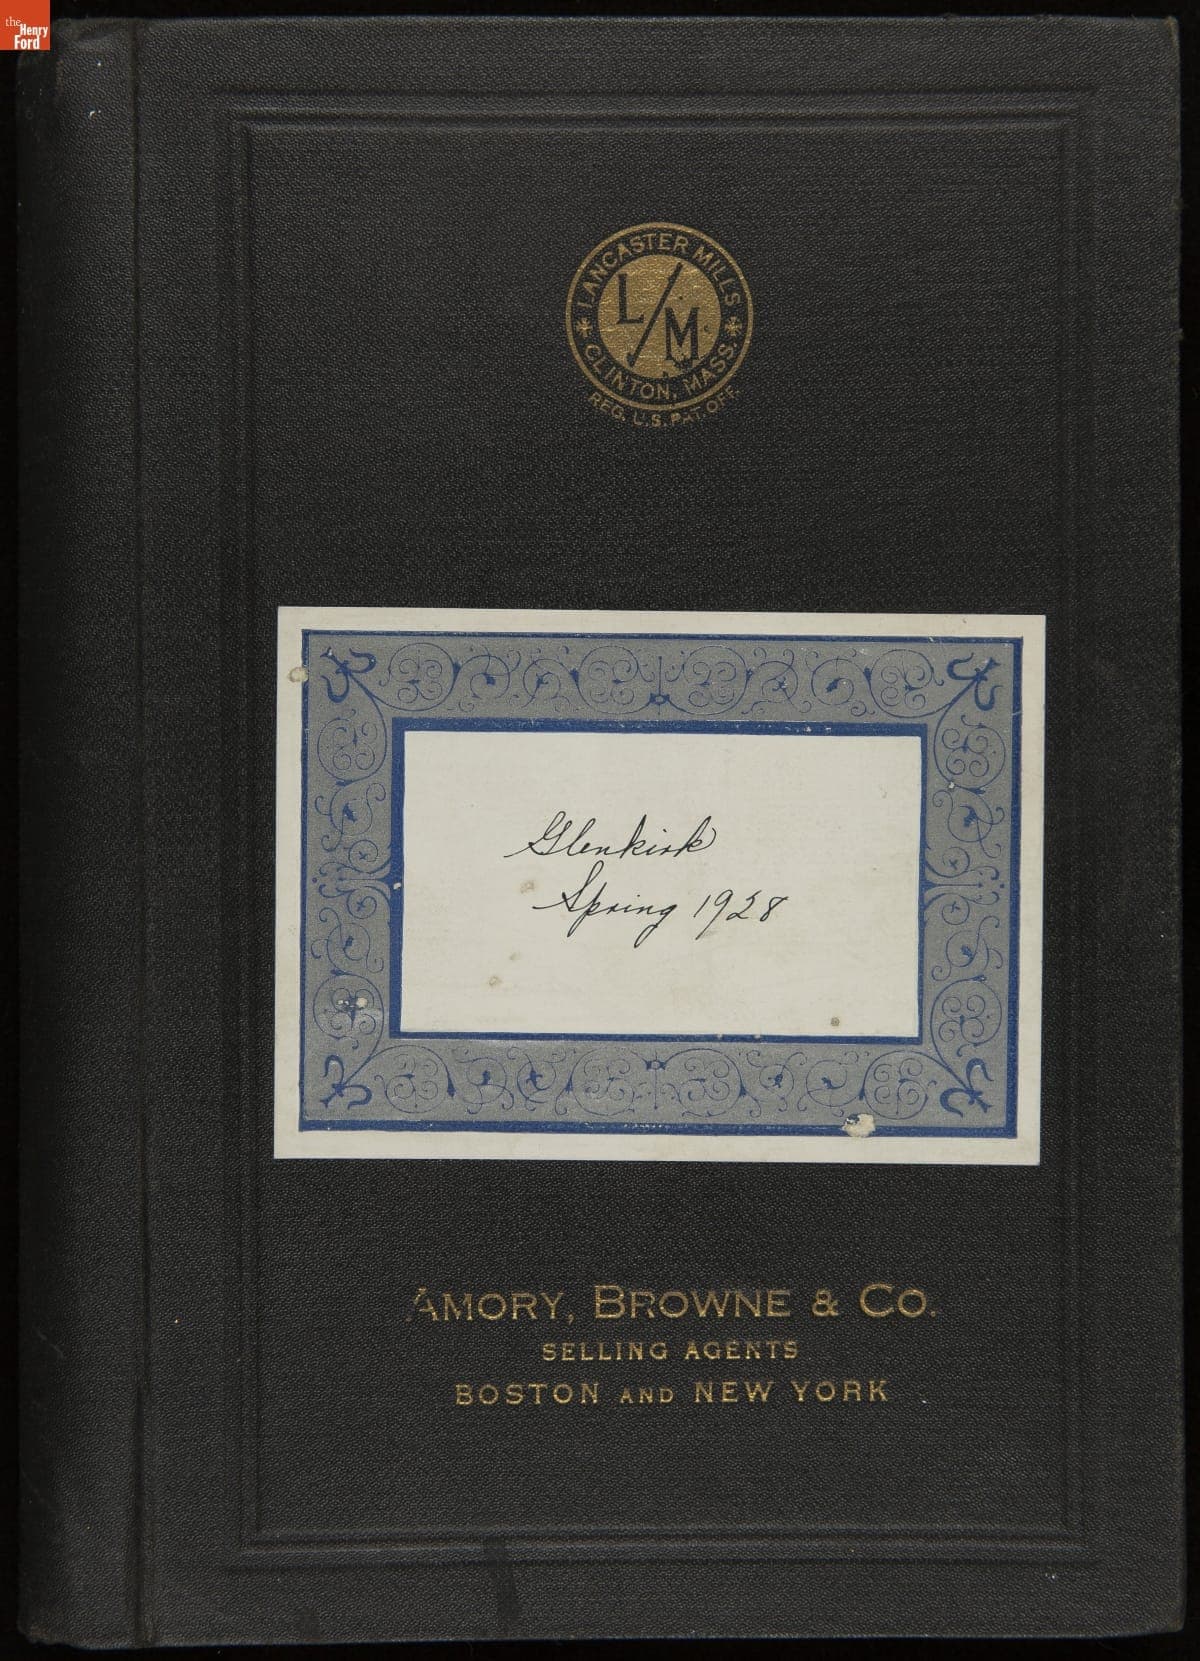 the
Henry
Ford
LANCASTER MILLS
L/M
CLINTON, MASS.
REG. U.S. PAT. OFF.
Glenkirk
Spring 1928
AMORY, BROWNE & CO.
SELLING AGENTS
BOSTON AND NEW YORK